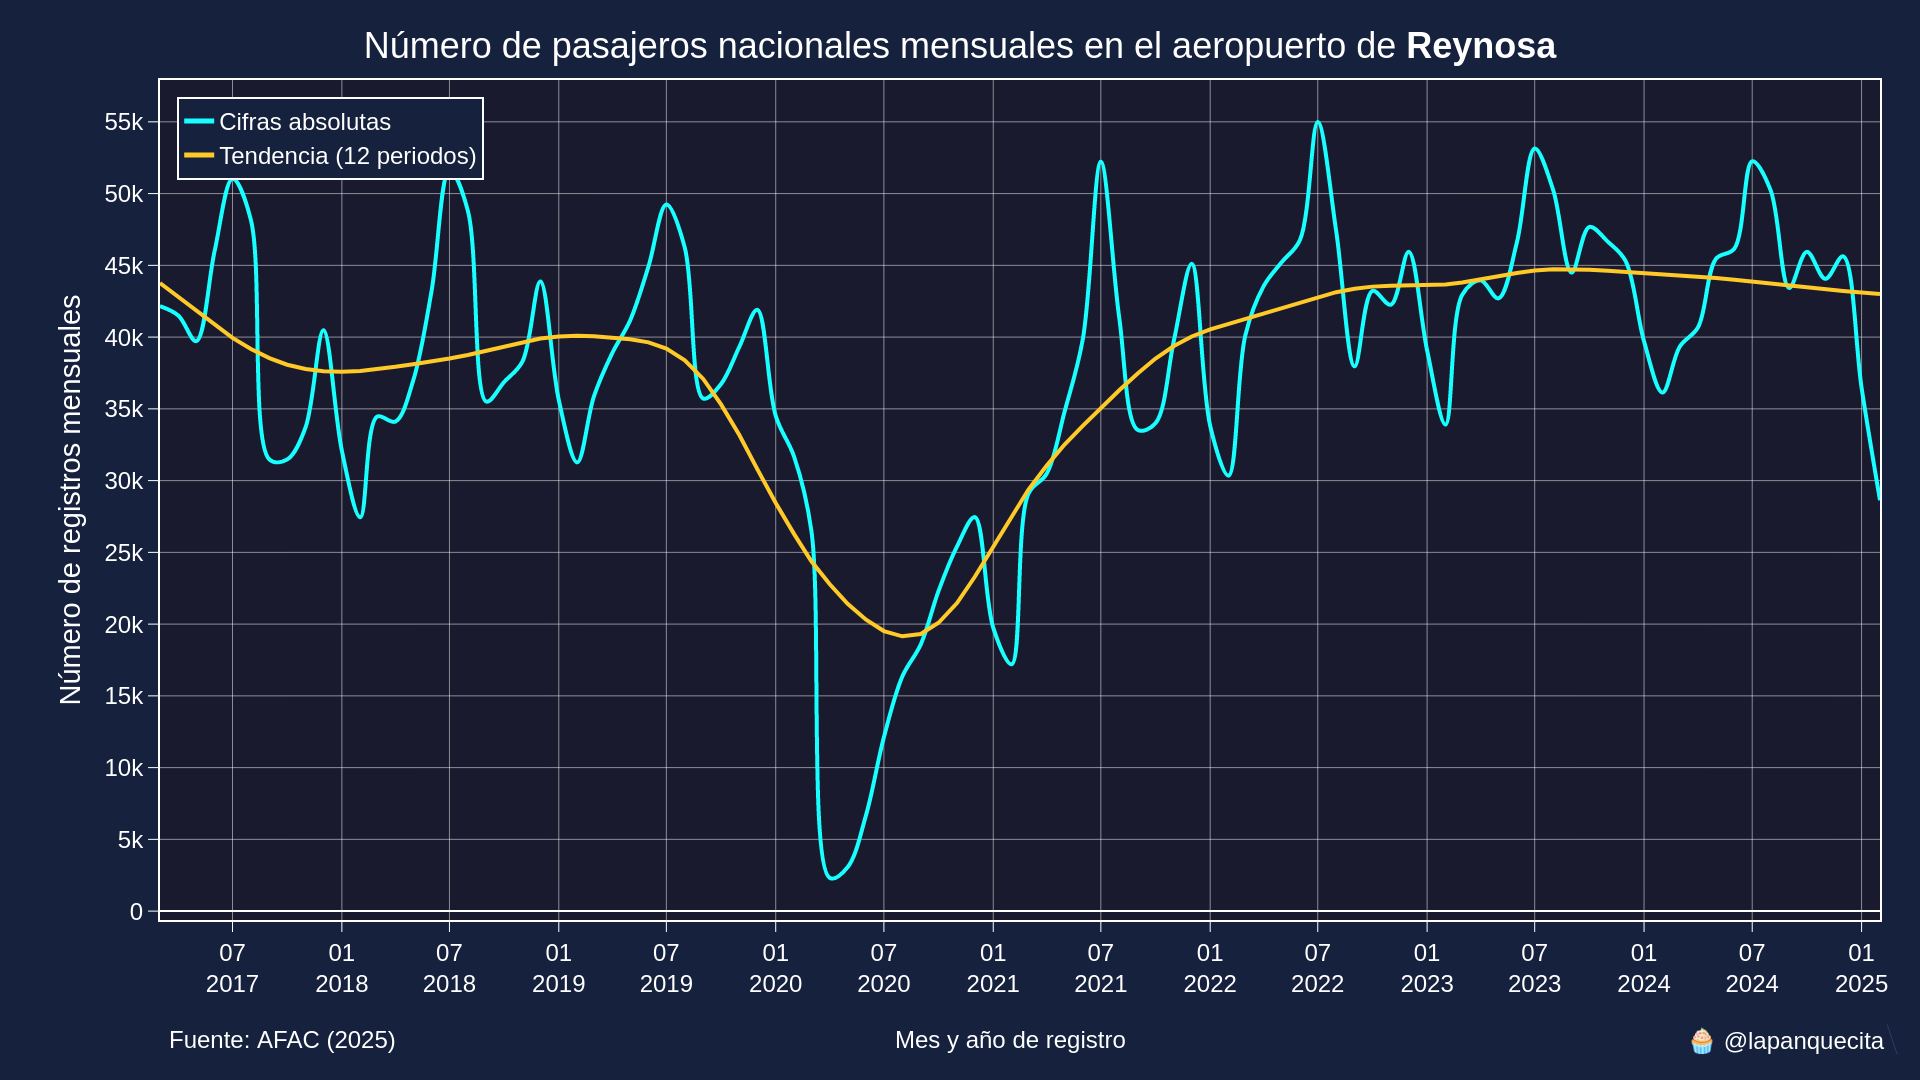 Número de pasajeros nacionales mensuales en el aeropuerto de Reynosa
Cifras absolutas
Tendencia (12 periodos)
Número de registros mensuales
55k
50k
45k
40k
35k
30k
25k
20k
15k
10k
5k
0
07 01 07 01 07 01 07 01 07 01 07 01 07 01 07 01
2017 2018 2018 2019 2019 2020 2020 2021 2021 2022 2022 2023 2023 2024 2024 2025
Fuente: AFAC (2025)
Mes y año de registro
🧁 @lapanquecita